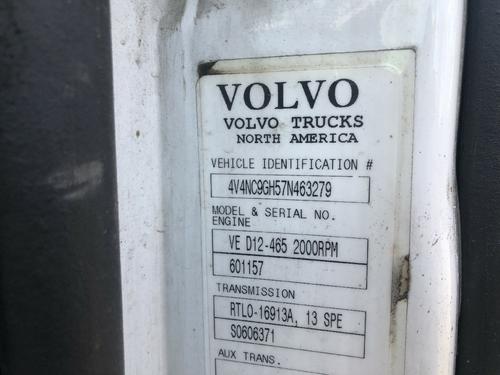 VOLVO
VOLVO TRUCKS
NORTH AMERICA
VEHICLE IDENTIFICATION #
4V4NC9GH57N463279
MODEL & SERIAL NO.
ENGINE
VE D12-465 2000RPM
601157
TRANSMISSION
RTLO-16913A, 13 SPE
S0606371
AUX TRANS.